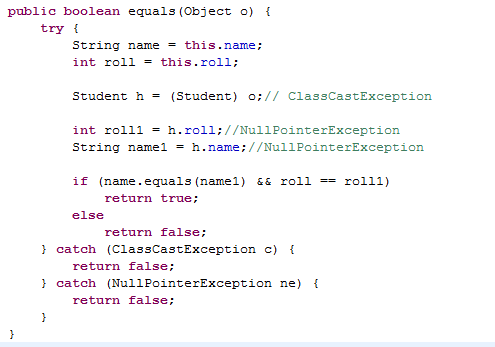 public boolean equals(Object o) {
    try {
        String name = this.name;
        int roll = this.roll;
        Student h = (Student) o;// ClassCastException
        int roll1 = h.roll;//NullPointerException
        String name1 = h.name;//NullPointerException
        if (name.equals(name1) && roll == roll1)
            return true;
        else
            return false;
    } catch (ClassCastException c) {
        return false;
    } catch (NullPointerException ne) {
        return false;
    }
}